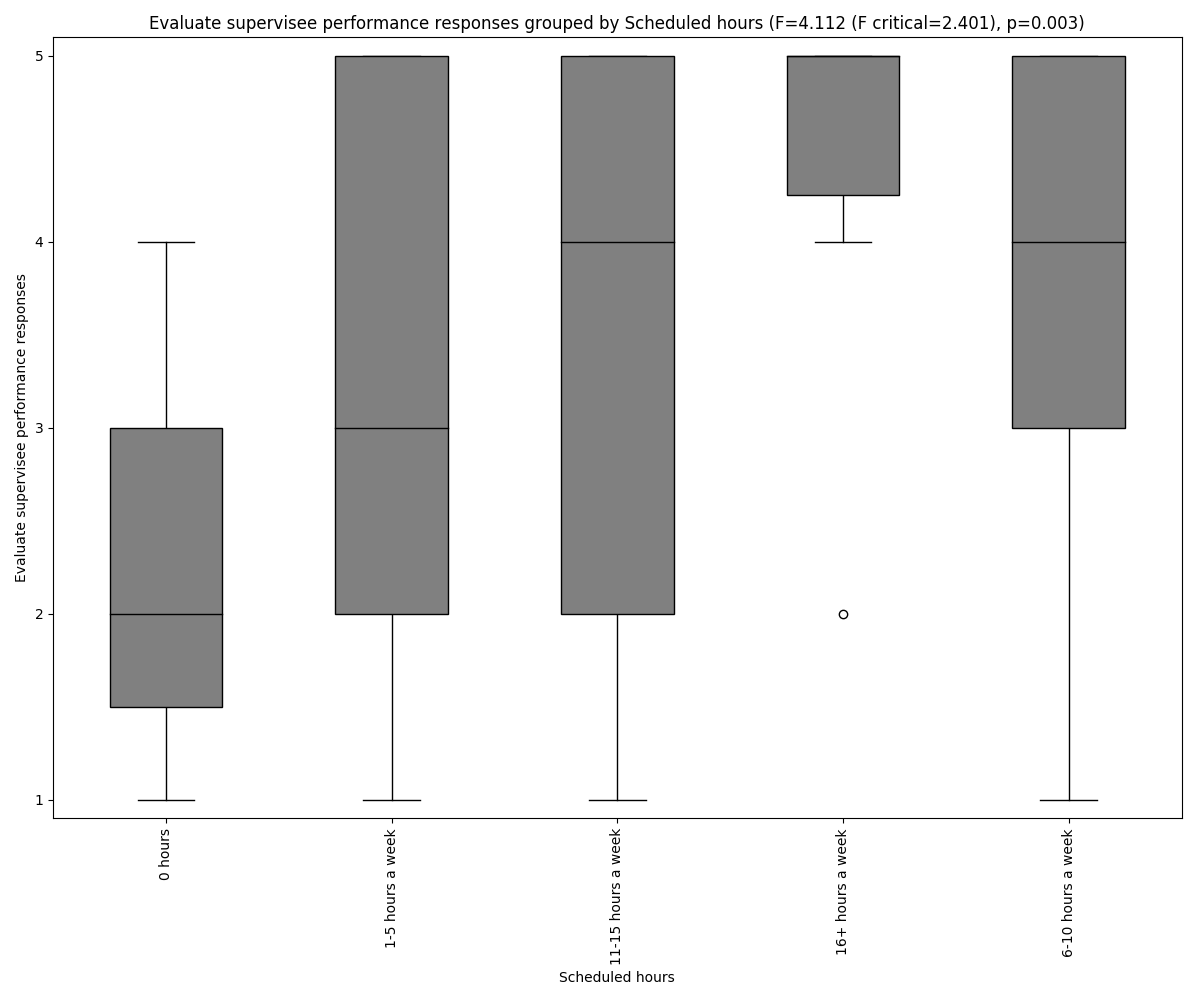 Evaluate supervisee performance responses grouped by Scheduled hours (F=4.112 (F critical=2.401), p=0.003)
Evaluate supervisee performance responses
5
4
3
2
1
0 hours
1-5 hours a week
11-15 hours a week
16+ hours a week
6-10 hours a week
Scheduled hours